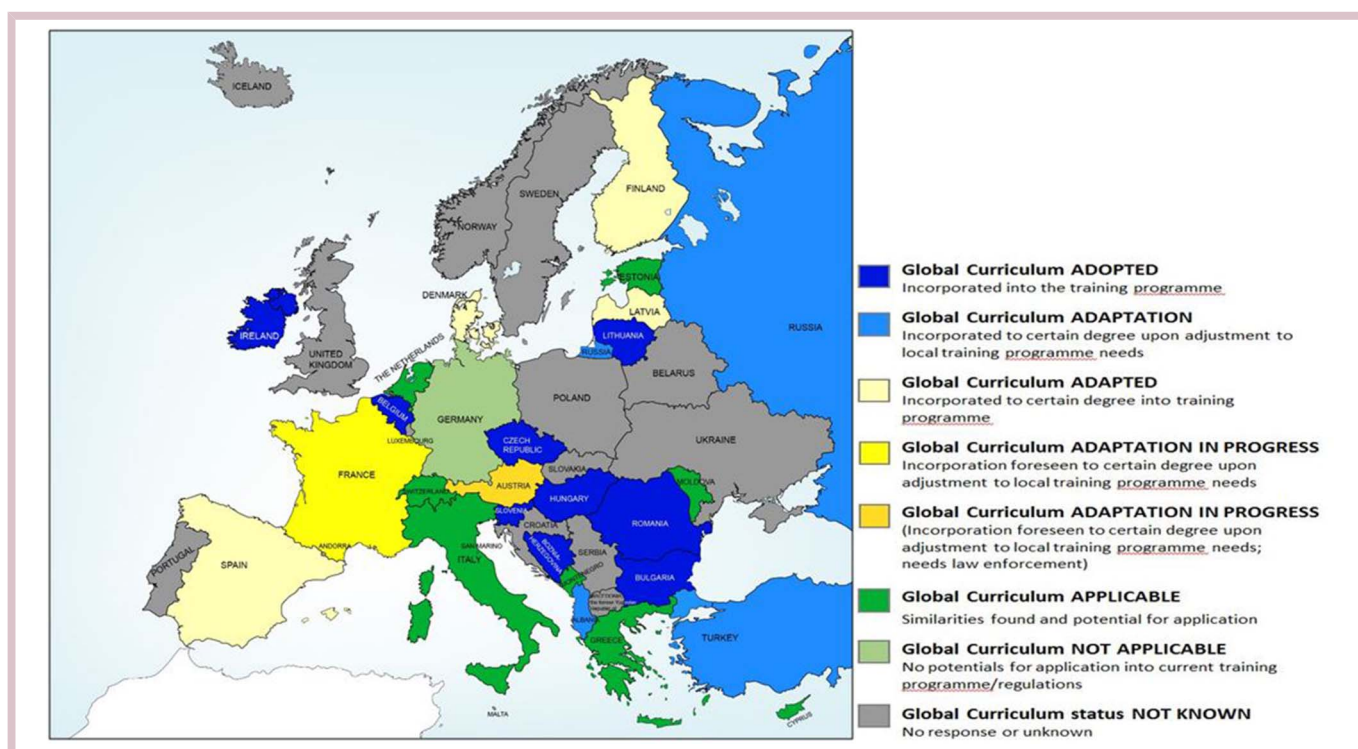 ICELAND
SWEDEN
NORWAY
FINLAND
ESTONIA
RUSSIA
DENMARK
LATVIA
LITHUANIA
RUSSIA
IRELAND
UNITED
KINGDOM
THE NETHERLANDS
BELARUS
POLAND
BELGIUM
GERMANY
LUXEMBOURG
CZECH
REPUBLIC
UKRAINE
SLOVAKIA
FRANCE
SWITZERLAND
AUSTRIA
HUNGARY
MOLDOVA
SLOVENIA
CROATIA
ROMANIA
PORTUGAL
SPAIN
ANDORRA
SAN MARINO
ITALY
BOSNIA
HERZEGOVINA
SERBIA
MONTENEGRO
BULGARIA
the former
ALBANIA
GREECE
TURKEY
MALTA
CYPRUS
Global Curriculum ADOPTED
Incorporated into the training programme
Global Curriculum ADAPTATION
Incorporated to certain degree upon adjustment to
local training programme needs
Global Curriculum ADAPTED
Incorporated to certain degree into training
programme
Global Curriculum ADAPTATION IN PROGRESS
Incorporation foreseen to certain degree upon
adjustment to local training programme needs
Global Curriculum ADAPTATION IN PROGRESS
(Incorporation foreseen to certain degree upon
adjustment to local training programme needs;
needs law enforcement)
Global Curriculum APPLICABLE
Similarities found and potential for application
Global Curriculum NOT APPLICABLE
No potentials for application into current training
programme/regulations
Global Curriculum status NOT KNOWN
No response or unknown